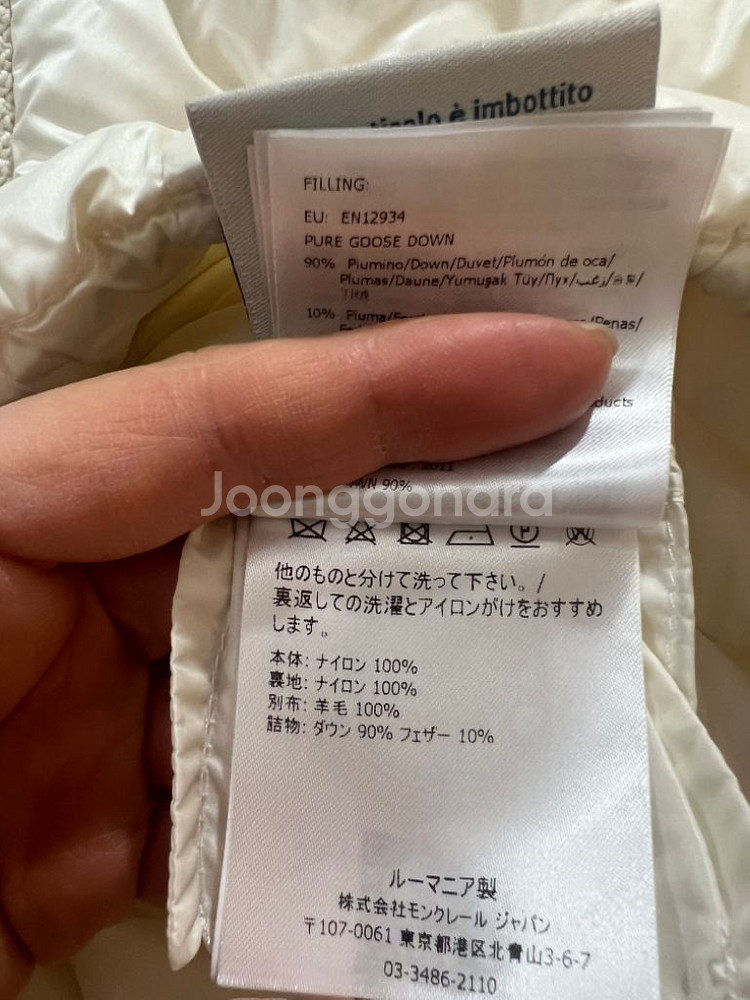 è imbottito
FILLING:
EU: EN12934
PURE GOOSE DOWN
90% Piumino/Down/Duvet/Plumón de oca/
Plumas/Daune/Yumuşak Tüy/Пух/زغب/
10% Piuma/
/Penas/
ducts
2011
WN 90%
Joonggonara
他のものと分けて洗って下さい。/
裏返しての洗濯とアイロンがけをおすすめ
します。
本体: ナイロン 100%
裏地: ナイロン 100%
別布: 羊毛 100%
詰物: ダウン 90% フェザー 10%
ルーマニア製
株式会社モンクレール ジャパン
〒107-0061 東京都港区北青山3-6-7
03-3486-2110